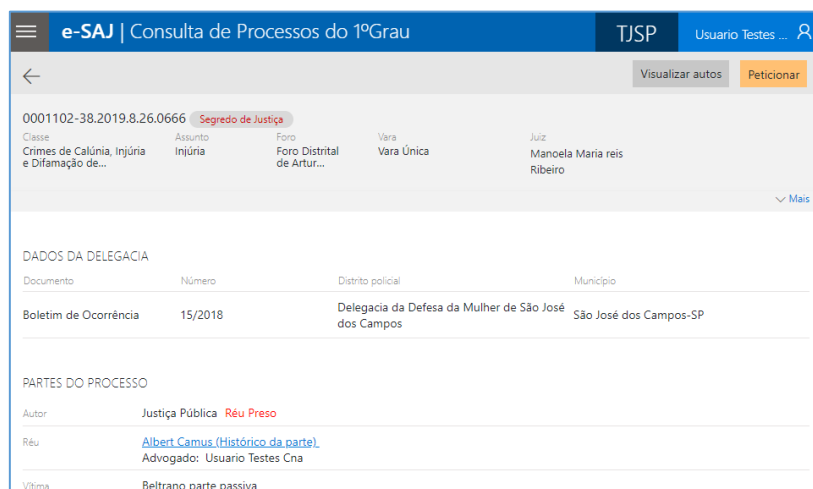 e-SAJ | Consulta de Processos do 1ºGrau TJSP Usuario Testes ...
Visualizar autos Peticionar
0001102-38.2019.8.26.0666 Segredo de Justiça
Classe Assunto Foro Vara Juiz
Crimes de Calúnia, Injúria Injúria Foro Distrital Vara Única Manoela Maria reis
e Difamação de... de Artur... Ribeiro
Mais
DADOS DA DELEGACIA
Documento Número Distrito policial Município
Boletim de Ocorrência 15/2018 Delegacia da Defesa da Mulher de São José São José dos Campos-SP
dos Campos
PARTES DO PROCESSO
Autor Justiça Pública Réu Preso
Réu Albert Camus (Histórico da parte)
Advogado: Usuario Testes Cna
Vítima Beltrano parte passiva